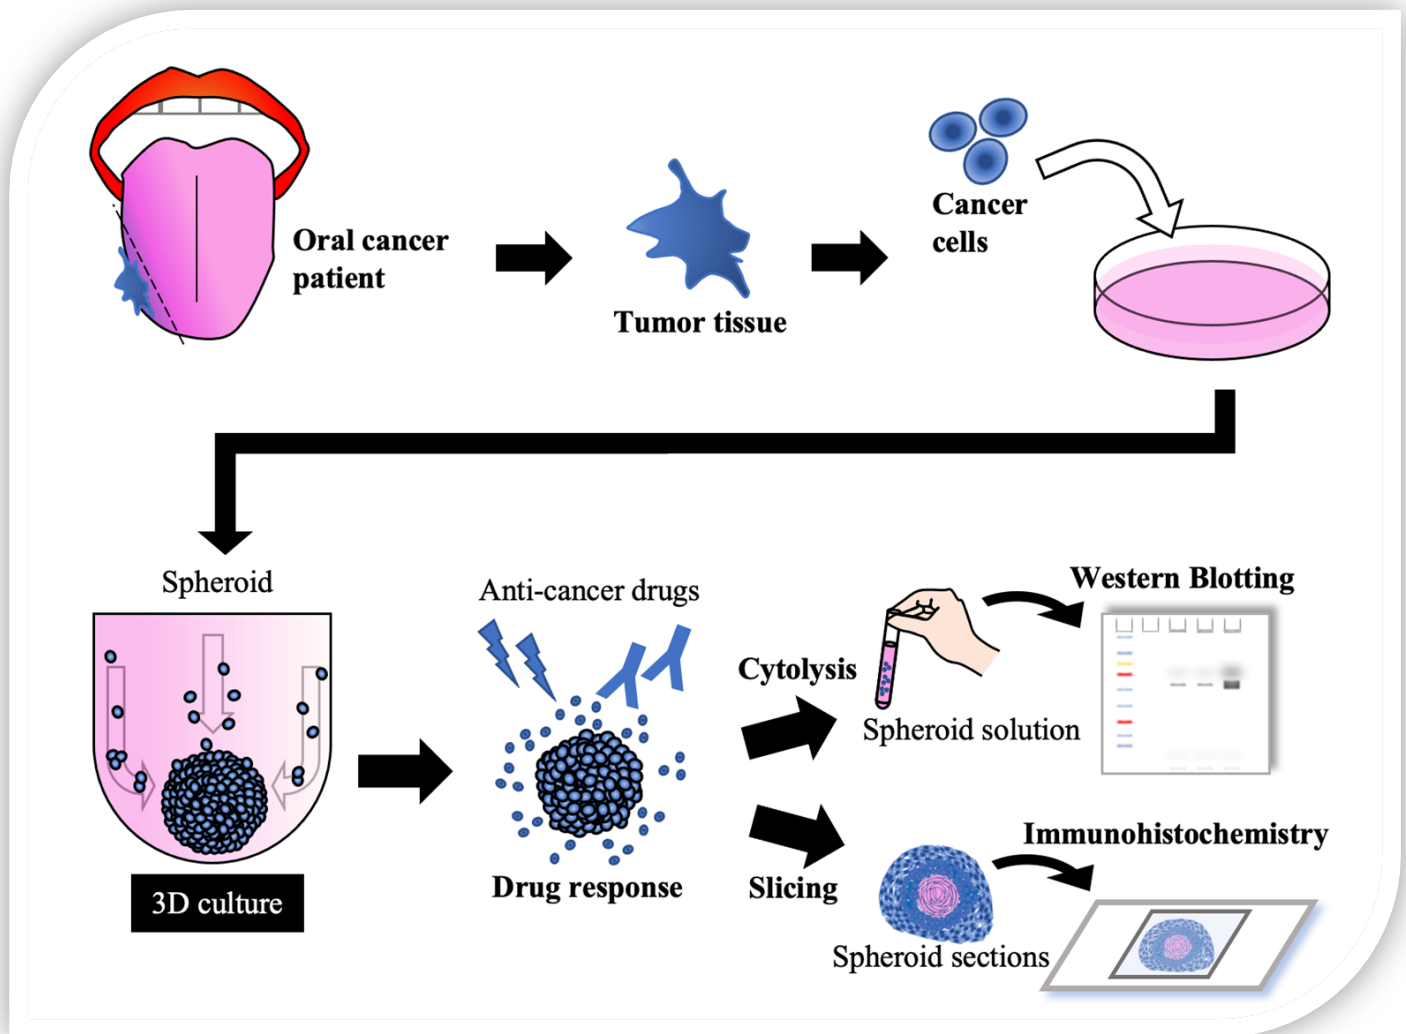 Oral cancer
patient
Tumor tissue
Cancer
cells
Spheroid
3D culture
Anti-cancer drugs
Drug response
Cytolysis
Spheroid solution
Western Blotting
Slicing
Spheroid sections
Immunohistochemistry